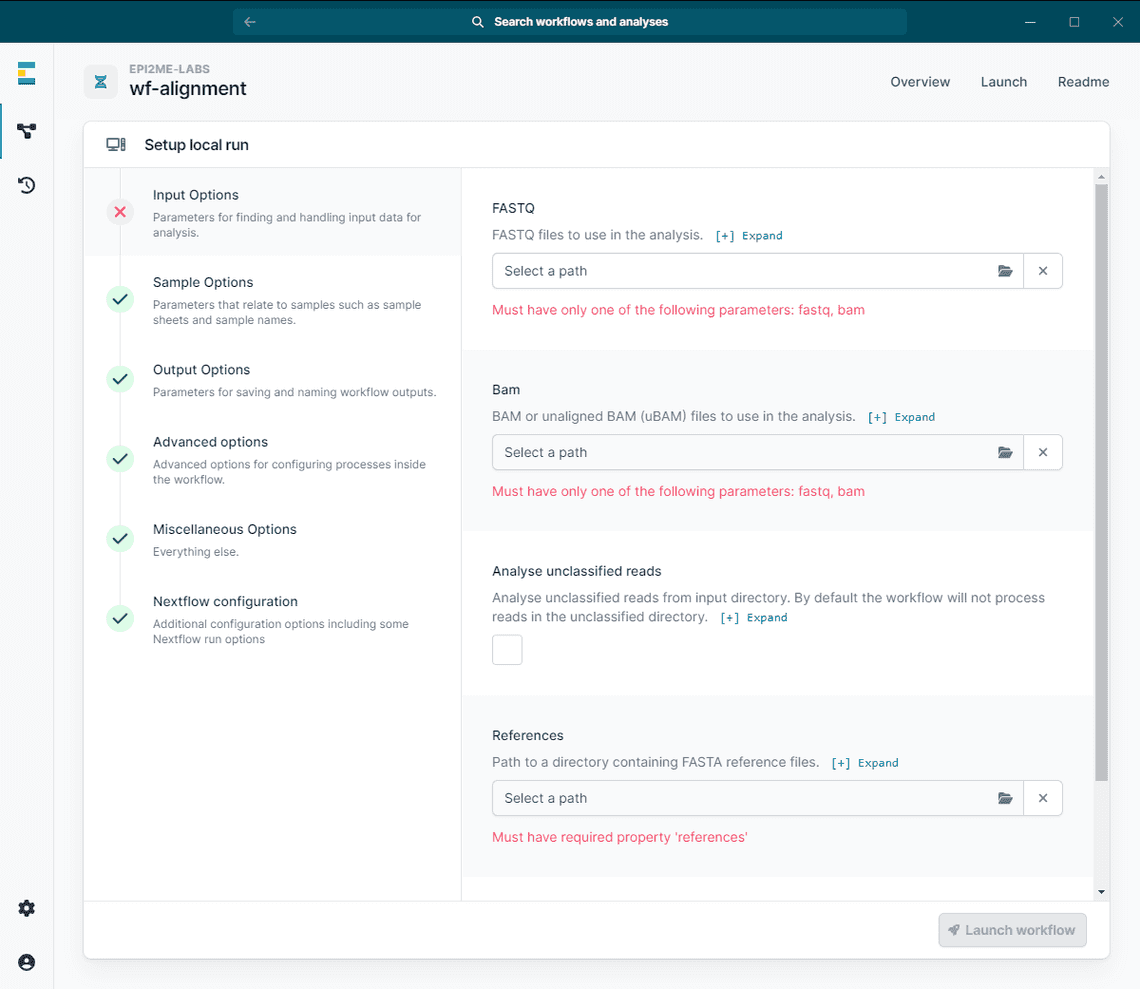 Search workflows and analyses
EPI2ME-LABS
wf-alignment
Overview
Launch
Readme
Setup local run
Input Options
Parameters for finding and handling input data for
analysis.
Sample Options
Parameters that relate to samples such as sample
sheets and sample names.
Output Options
Parameters for saving and naming workflow outputs.
Advanced options
Advanced options for configuring processes inside
the workflow.
Miscellaneous Options
Everything else.
Nextflow configuration
Additional configuration options including some
Nextflow run options
FASTQ
FASTQ files to use in the analysis. [+] Expand
Select a path
Must have only one of the following parameters: fastq, bam
Bam
BAM or unaligned BAM (uBAM) files to use in the analysis. [+] Expand
Select a path
Must have only one of the following parameters: fastq, bam
Analyse unclassified reads
Analyse unclassified reads from input directory. By default the workflow will not process
reads in the unclassified directory. [+] Expand
References
Path to a directory containing FASTA reference files. [+] Expand
Select a path
Must have required property 'references'
Launch workflow